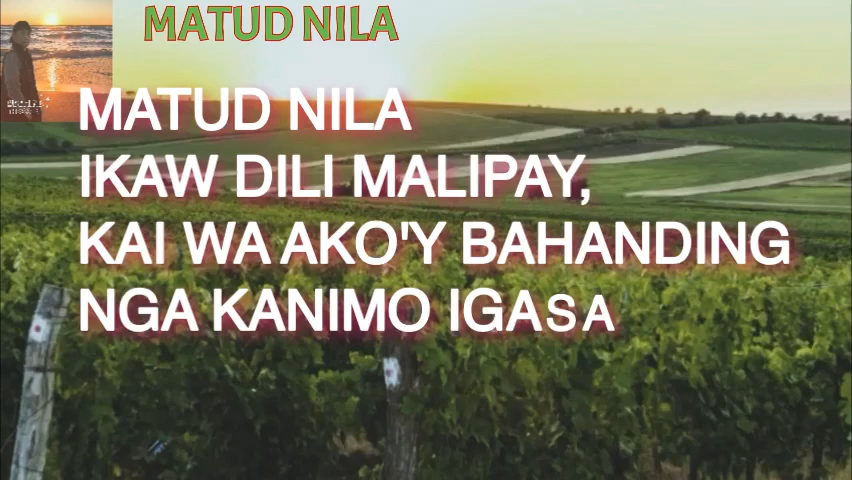 MATUD NILA
MATUD NILA
IKAW DILI MALIPAY,
KAI WA AKO'Y BAHANDING
NGA KANIMO IGASA